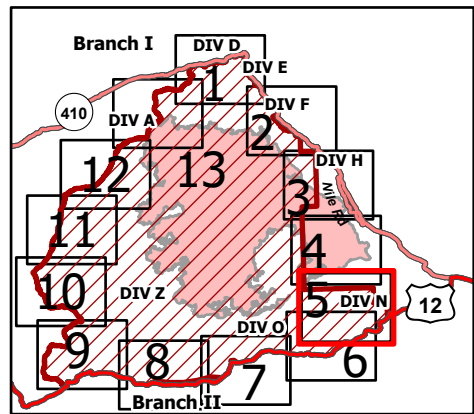 Branch I
DIV D
DIV E
1
410
DIV A
DIV F
2
12
13
DIV H
3
Nile Rd
11
4
10
DIV Z
5
DIV N
12
DIV O
9
8
7
6
Branch II